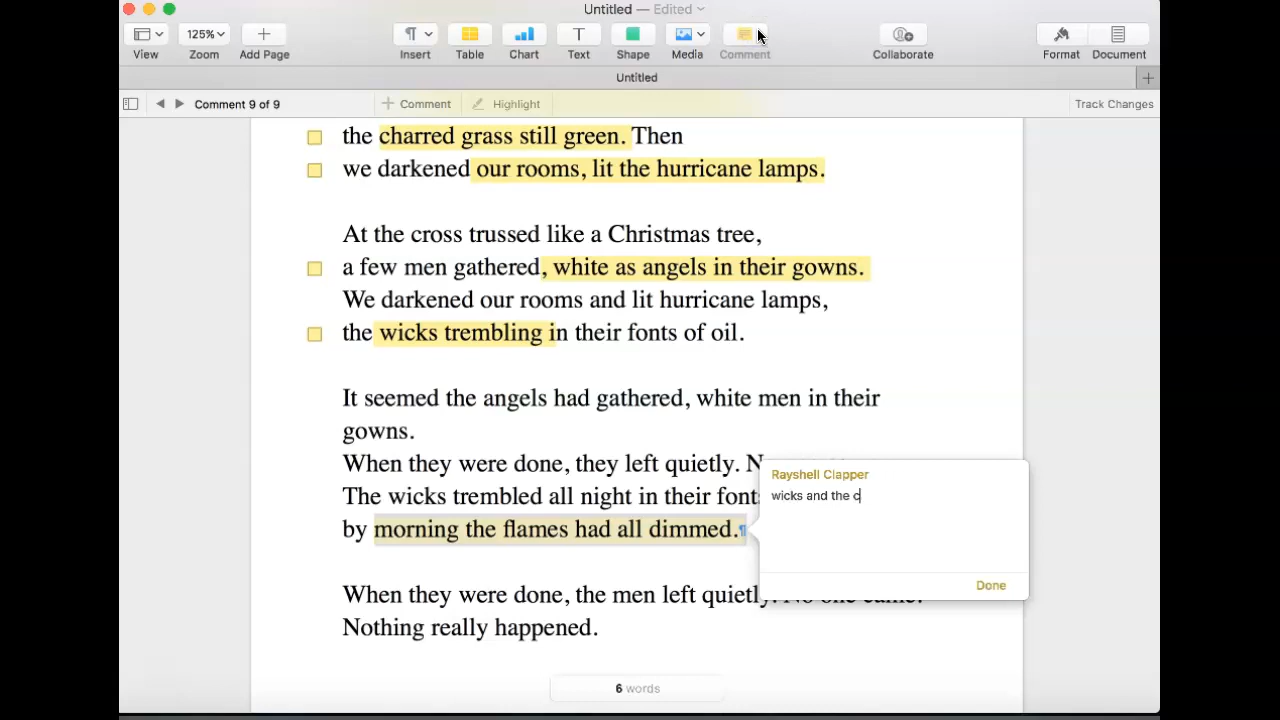 Untitled — Edited
125%
View Zoom Add Page Insert Table Chart Text Shape Media Comment Collaborate Format Document
Untitled
Comment 9 of 9 Comment Highlight Track Changes
the charred grass still green. Then
we darkened our rooms, lit the hurricane lamps.
At the cross trussed like a Christmas tree,
a few men gathered, white as angels in their gowns.
We darkened our rooms and lit hurricane lamps,
the wicks trembling in their fonts of oil.
It seemed the angels had gathered, white men in their
gowns.
When they were done, they left quietly.
The wicks trembled all night in their fonts
by morning the flames had all dimmed.¶
Rayshell Clapper
wicks and the c
Done
When they were done, the men left quietly. No one came.
Nothing really happened.
6 words